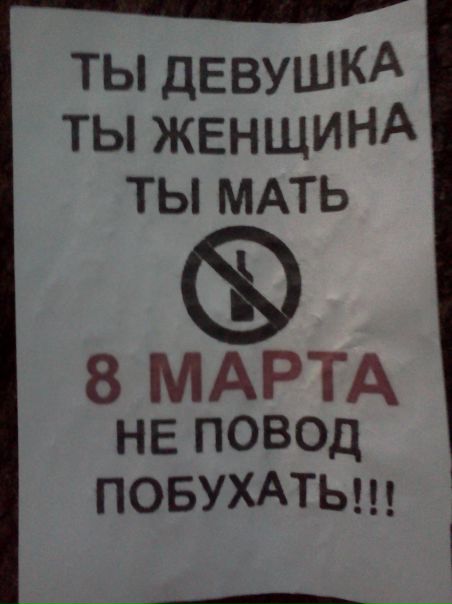 ТЫ ДЕВУШКА
ТЫ ЖЕНЩИНА
ТЫ МАТЬ
8 МАРТА
НЕ ПОВОД
ПОБУХАТЬ!!!